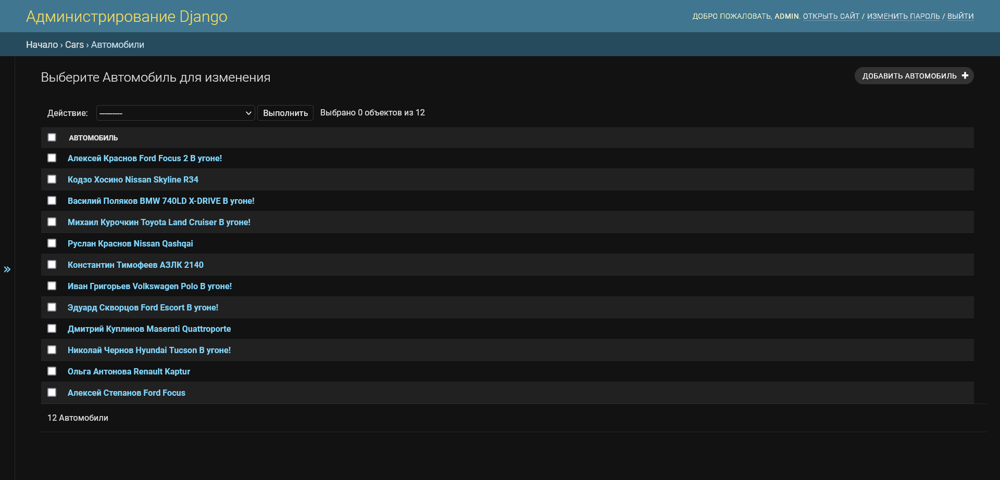 Администрирование Django
ДОБРО ПОЖАЛОВАТЬ, ADMIN. ОТКРЫТЬ САЙТ / ИЗМЕНИТЬ ПАРОЛЬ / ВЫЙТИ
Начало › Cars › Автомобили
Выберите Автомобиль для изменения
ДОБАВИТЬ АВТОМОБИЛЬ
Действие: --------- Выполнить Выбрано 0 объектов из 12
АВТОМОБИЛЬ
Алексей Краснов Ford Focus 2 В угоне!
Кодзо Хосино Nissan Skyline R34
Василий Поляков BMW 740LD X-DRIVE В угоне!
Михаил Курочкин Toyota Land Cruiser В угоне!
Руслан Краснов Nissan Qashqai
Константин Тимофеев АЗЛК 2140
»
Иван Григорьев Volkswagen Polo В угоне!
Эдуард Скворцов Ford Escort В угоне!
Дмитрий Куплинов Maserati Quattroporte
Николай Чернов Hyundai Tucson В угоне!
Ольга Антонова Renault Kaptur
Алексей Степанов Ford Focus
12 Автомобили